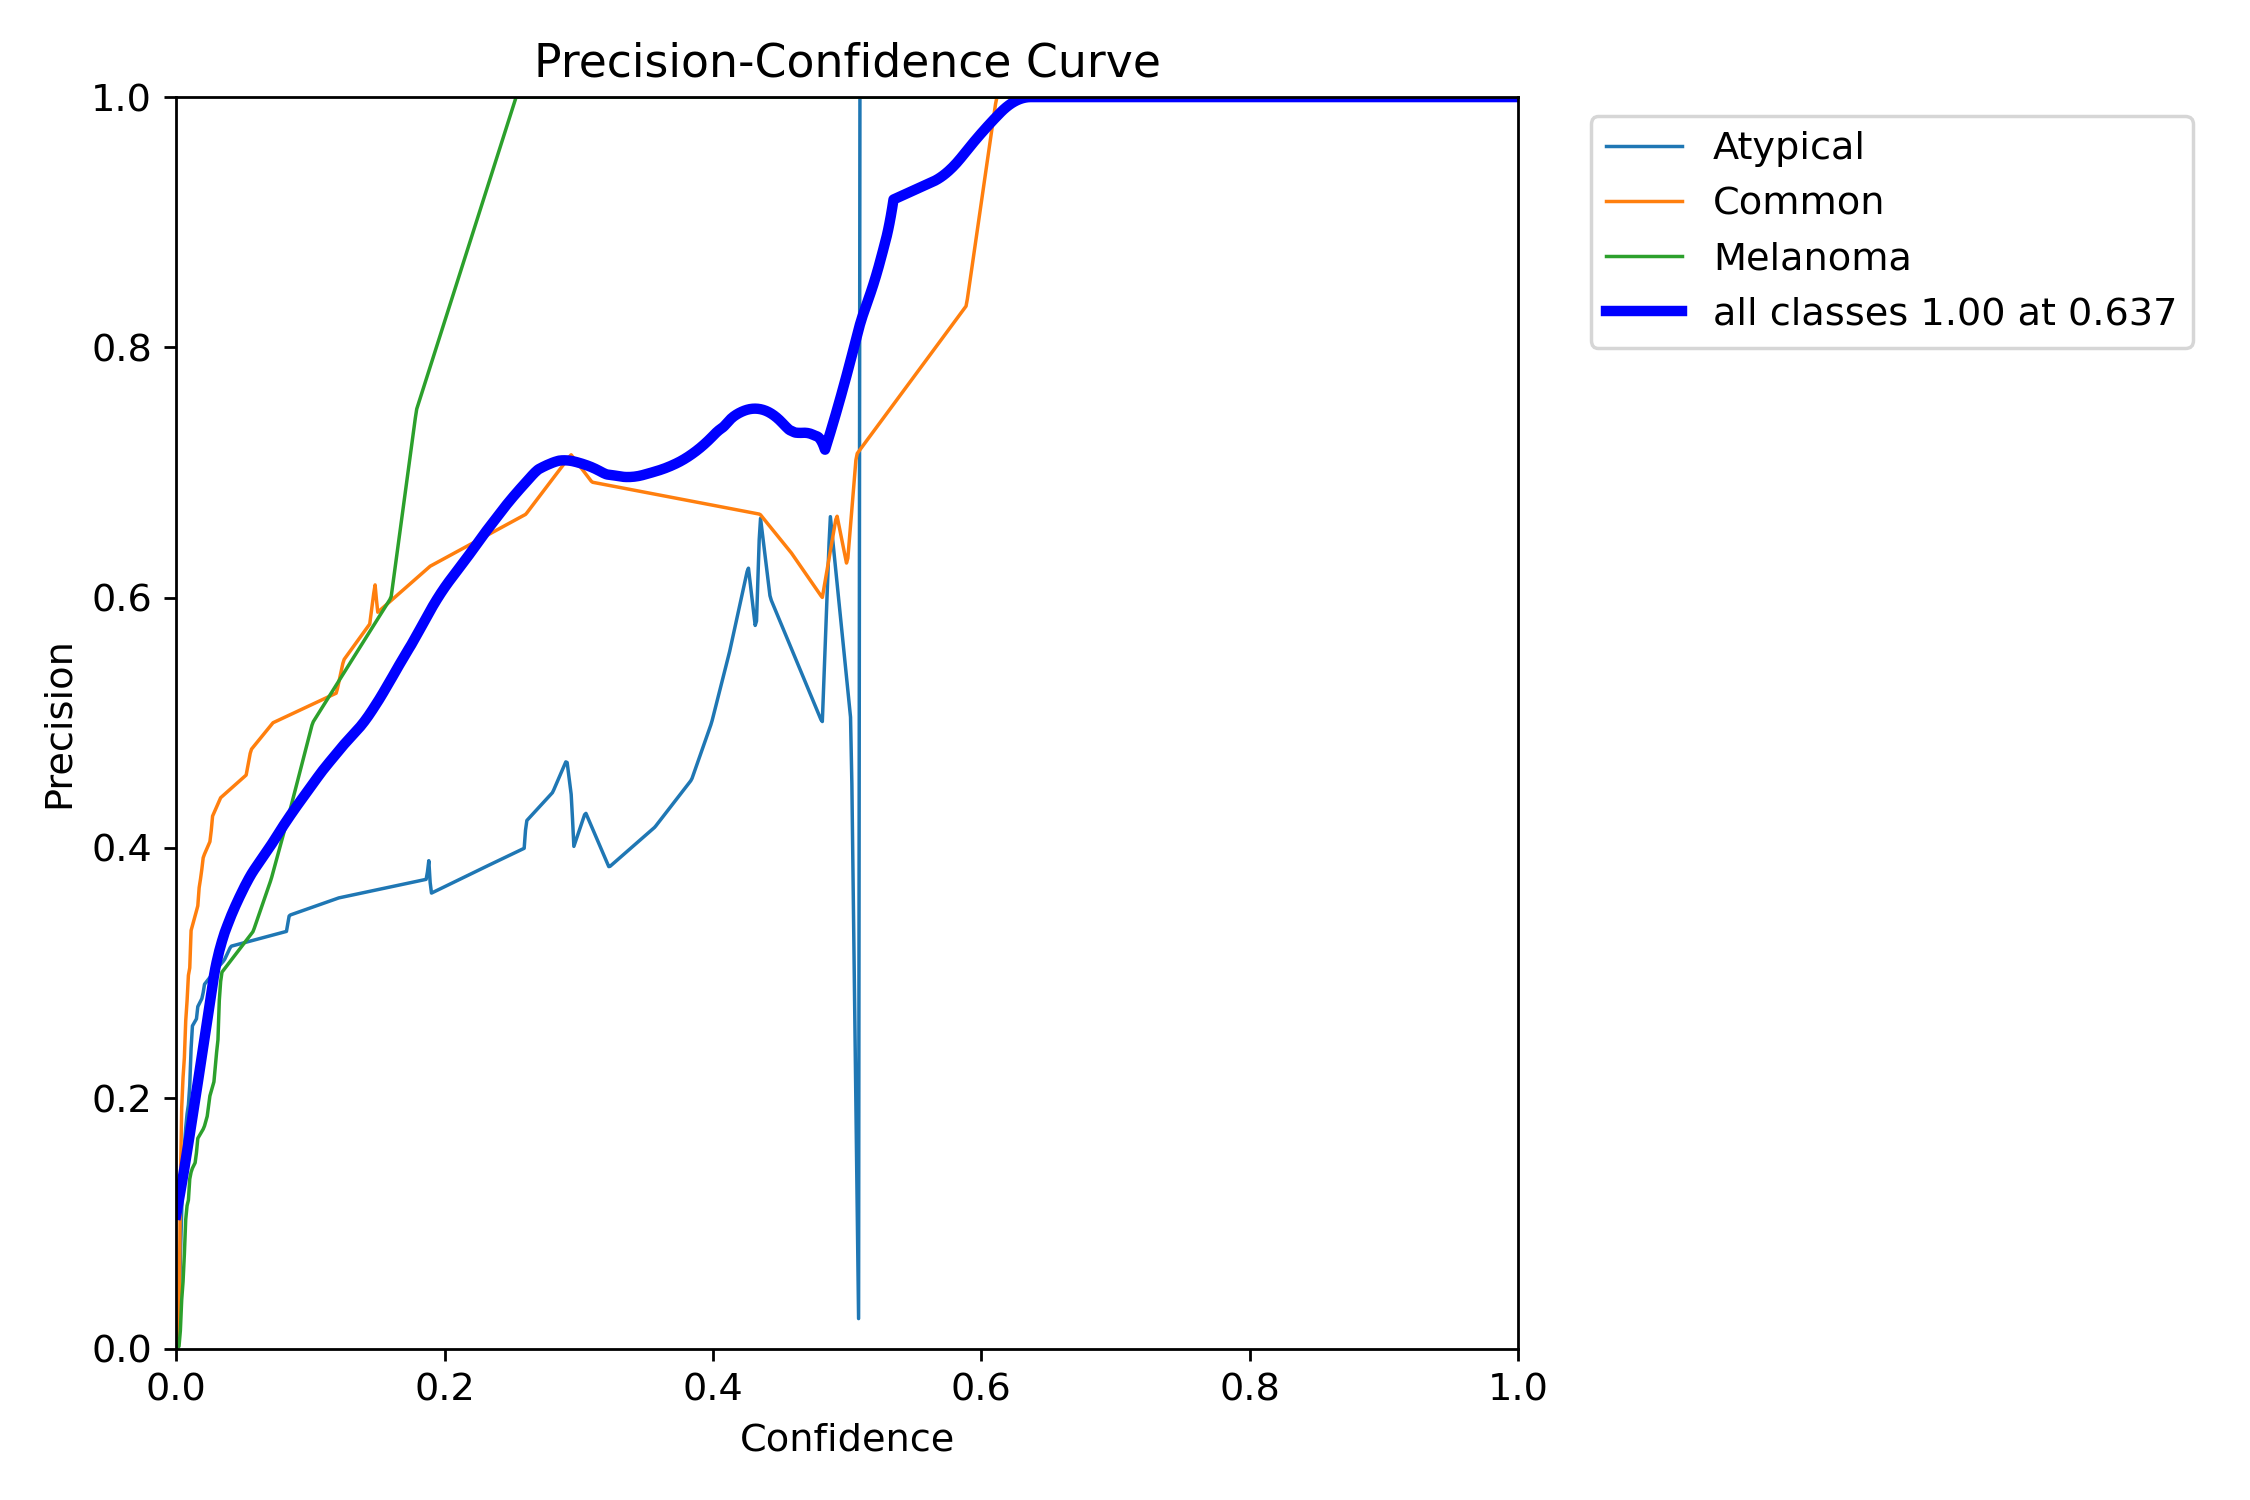 Precision-Confidence Curve
1.0
0.8
0.6
0.4
0.2
0.0
Precision
0.0 0.2 0.4 0.6 0.8 1.0
Confidence
Atypical
Common
Melanoma
all classes 1.00 at 0.637